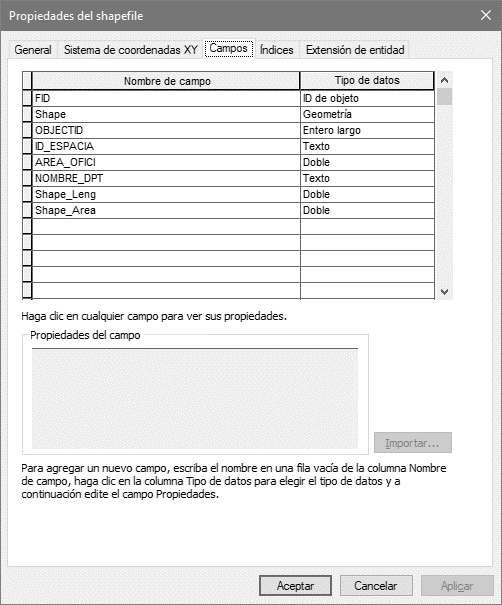 Propiedades del shapefile
General Sistema de coordenadas XY Campos Índices Extensión de entidad
Nombre de campo Tipo de datos
FID ID de objeto
Shape Geometría
OBJECTID Entero largo
ID_ESPACIA Texto
AREA_OFICI Doble
NOMBRE_DPT Texto
Shape_Leng Doble
Shape_Area Doble
Haga clic en cualquier campo para ver sus propiedades.
Propiedades del campo
Importar...
Para agregar un nuevo campo, escriba el nombre en una fila vacía de la columna Nombre
de campo, haga clic en la columna Tipo de datos para elegir el tipo de datos y a
continuación edite el campo Propiedades.
Aceptar Cancelar Aplicar